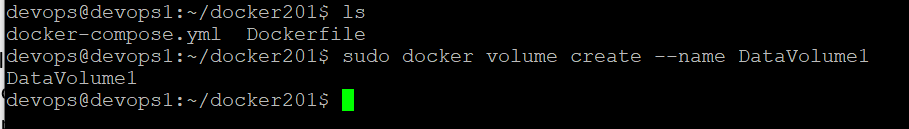 devops@devops1:~/docker201$ ls
docker-compose.yml  Dockerfile
devops@devops1:~/docker201$ sudo docker volume create --name DataVolume1
DataVolume1
devops@devops1:~/docker201$